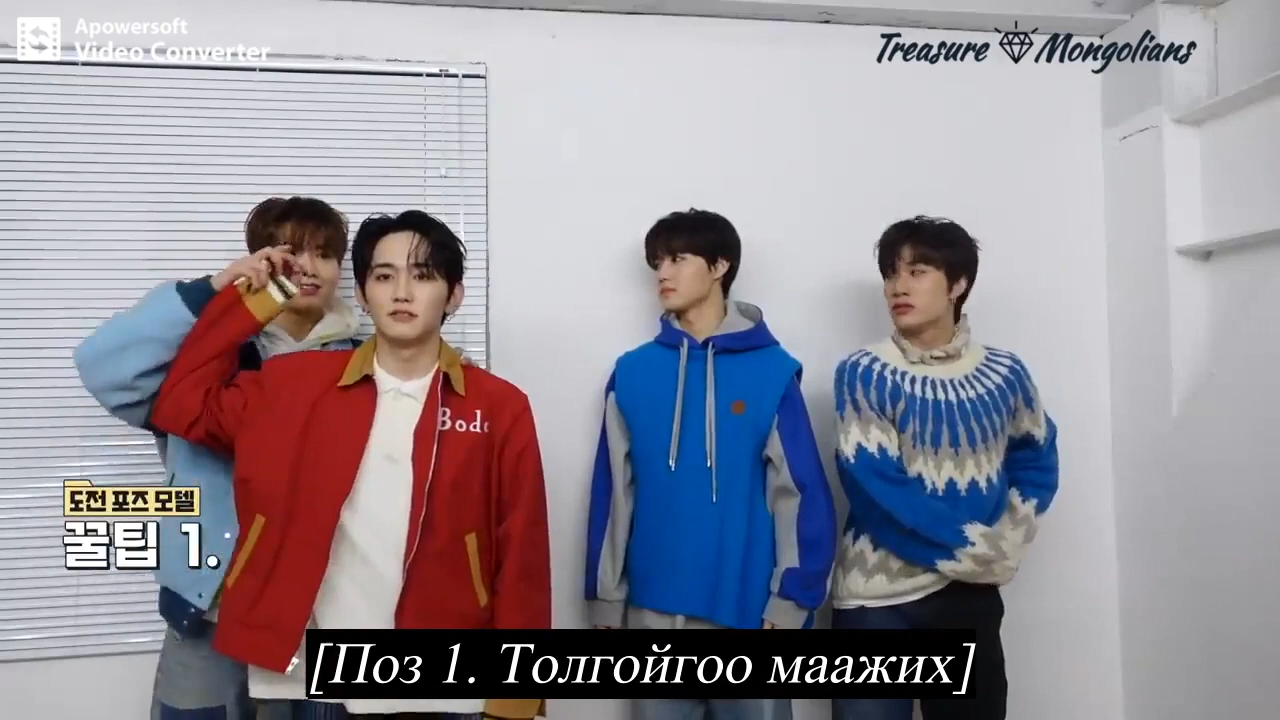 Apowersoft
Video Converter
Treasure Mongolians
Bode
도전 포즈 모델
꿀팁 1.
[Поз 1. Толгойгоо маажих]